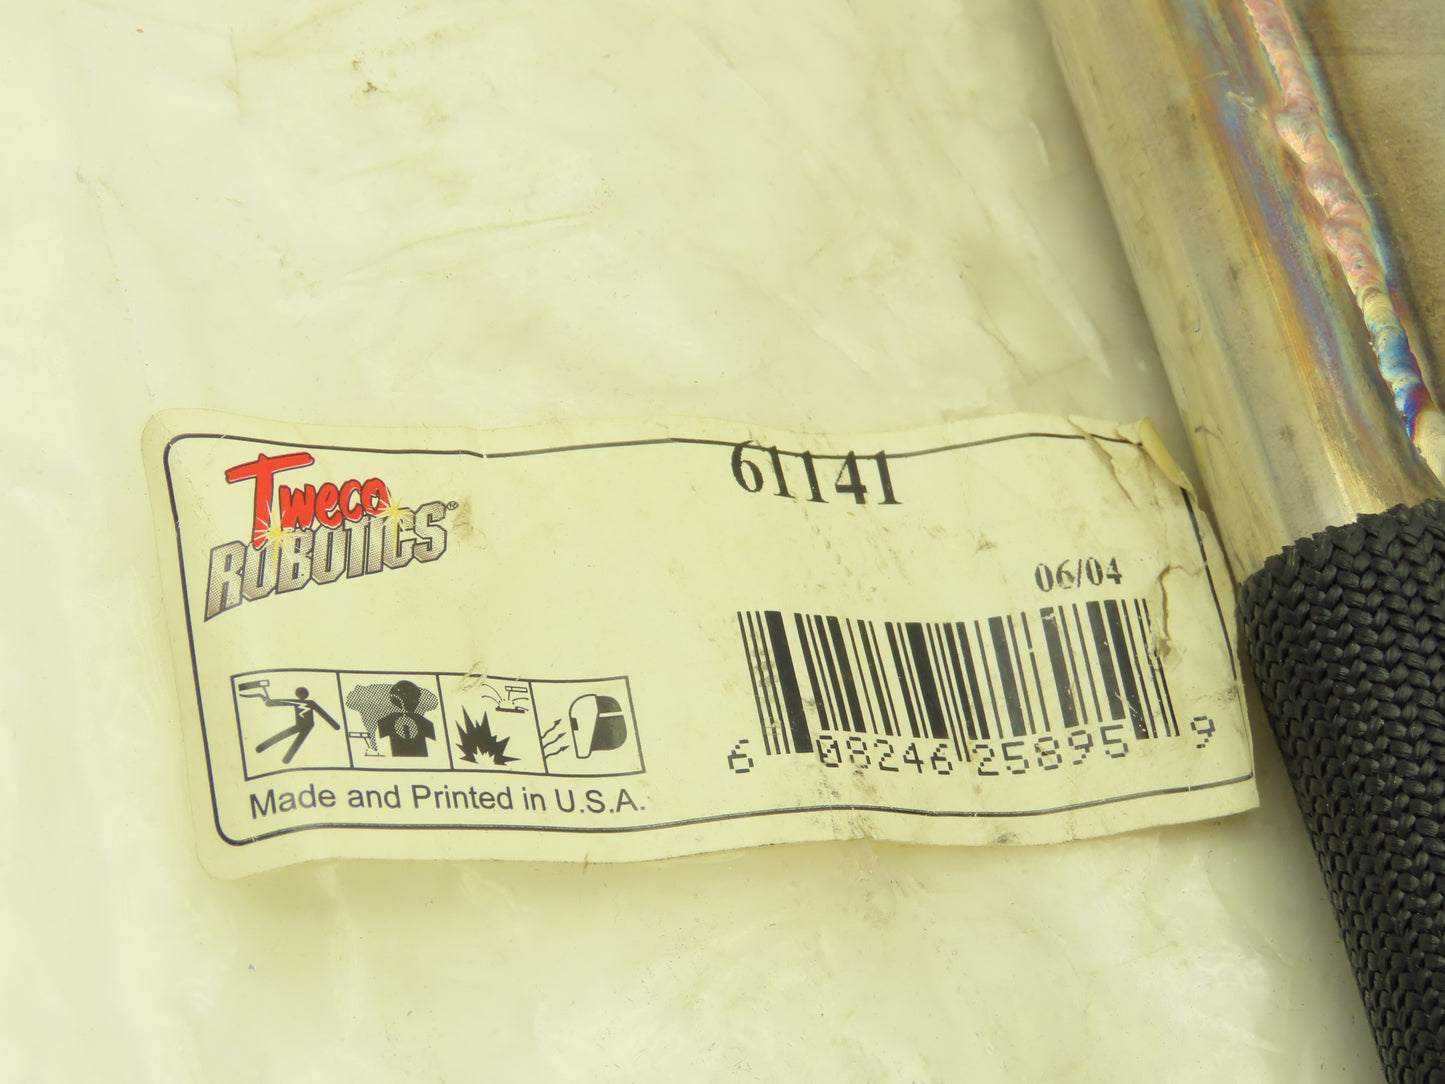 Tweco
ROBOTICS®
61141
06/04
6 08246 25895 9
Made and Printed in U.S.A.